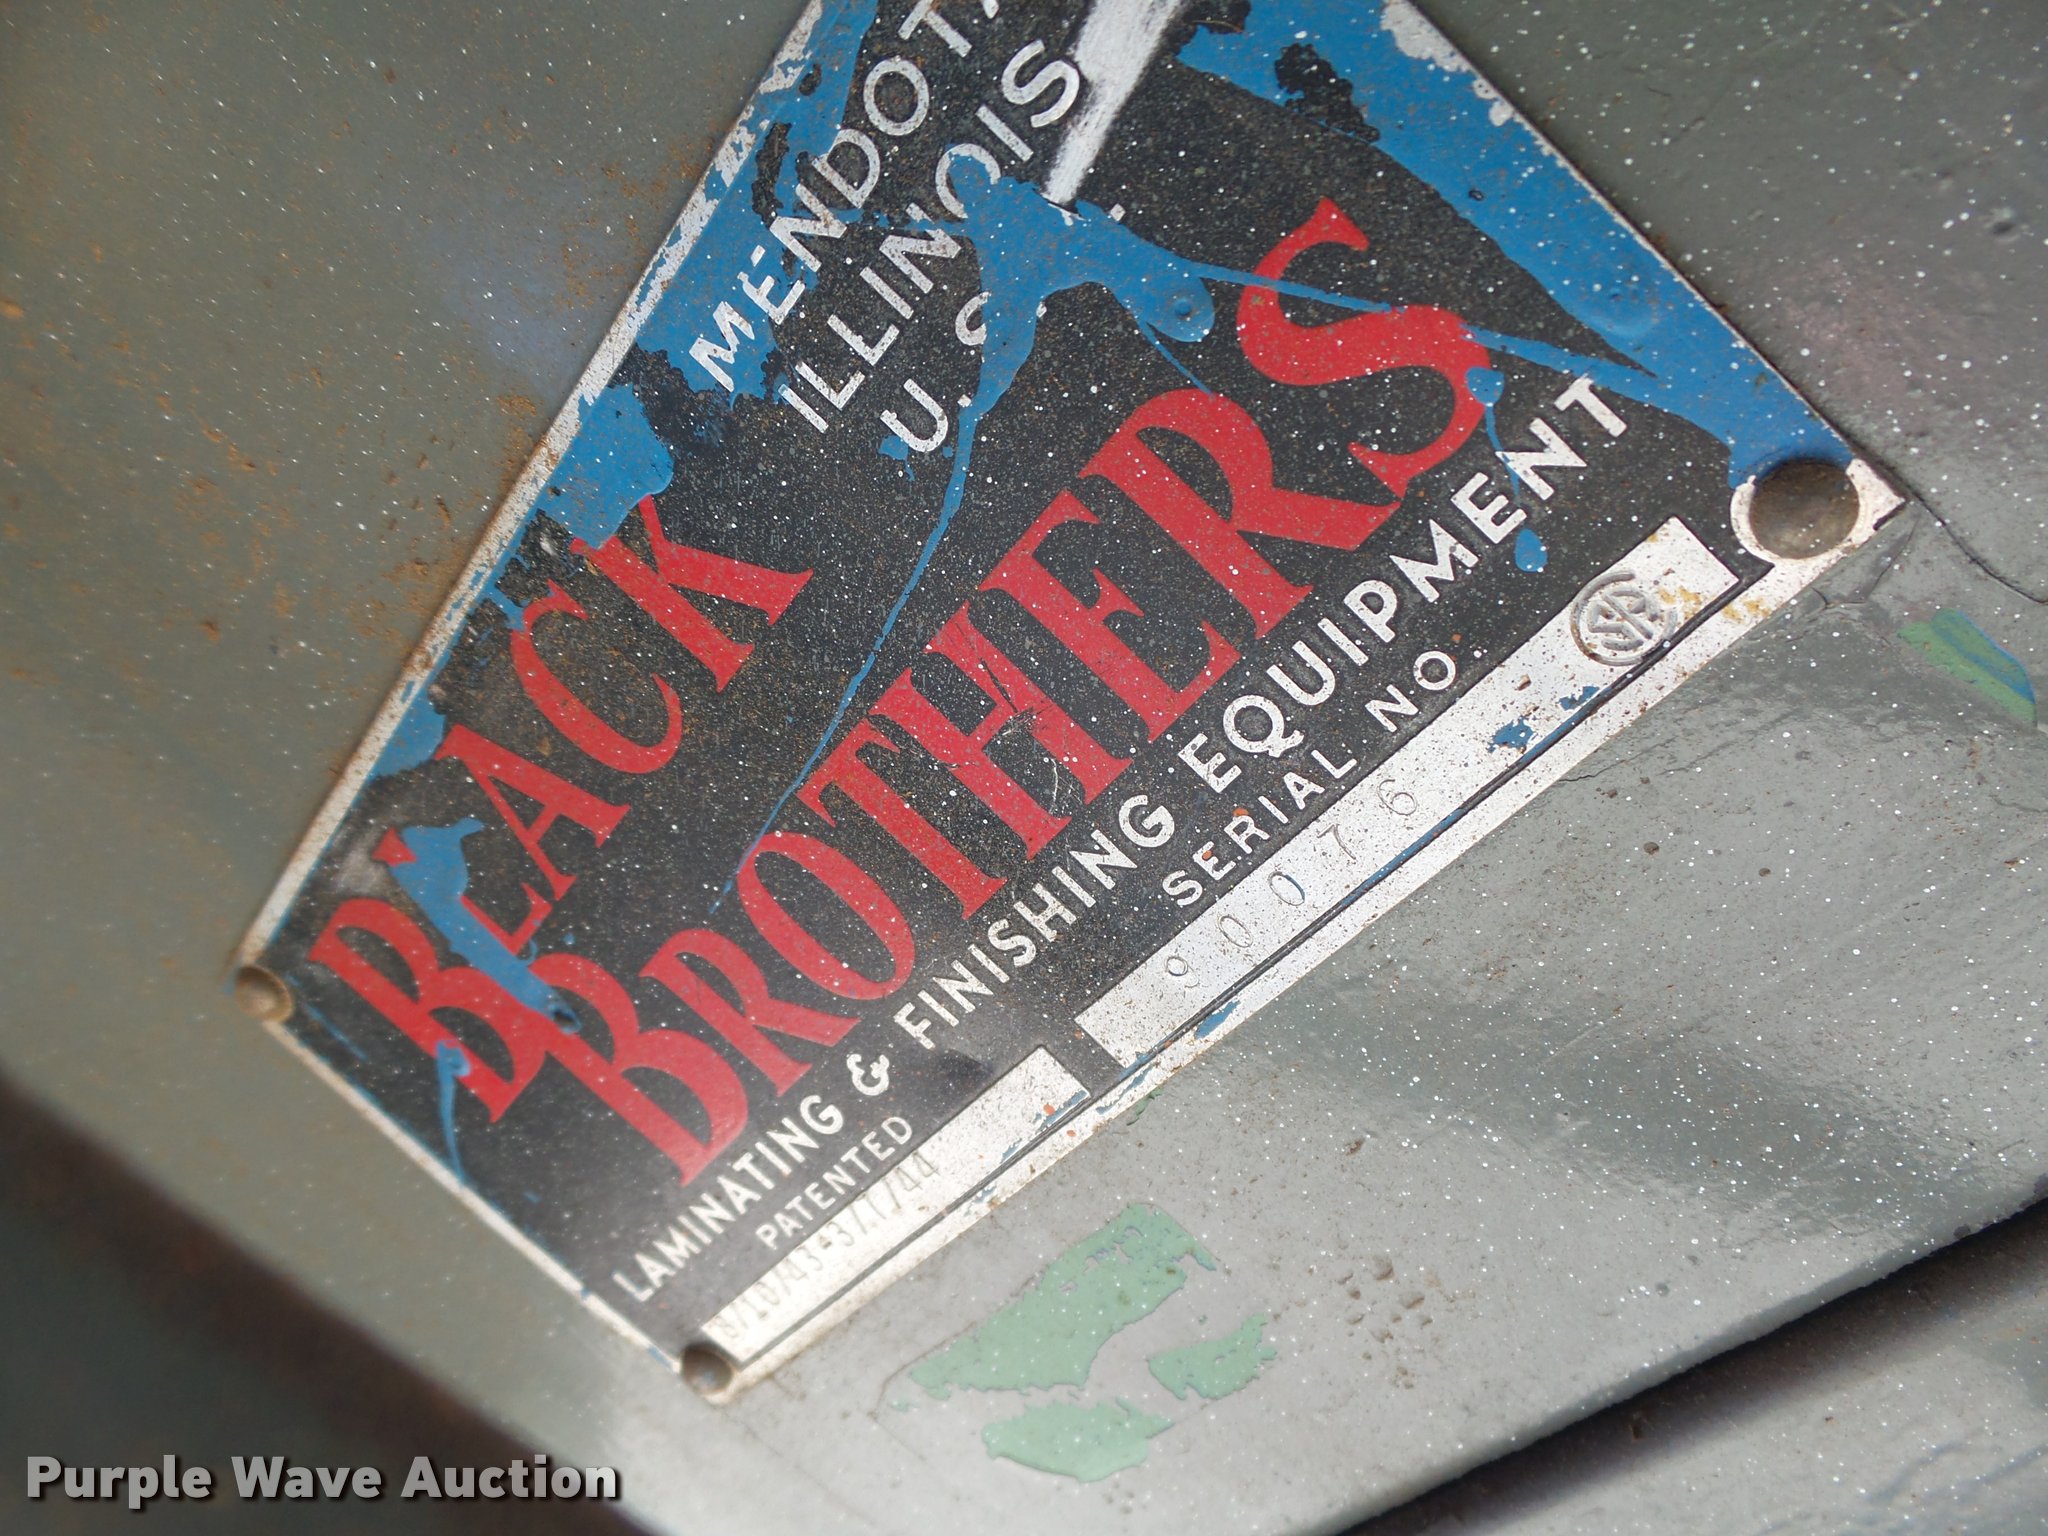 MENDOTA
ILLINOIS
U.S.
BLACK
BROTHERS
LAMINATING & FINISHING EQUIPMENT
PATENTED
SERIAL NO.
90076
Purple Wave Auction